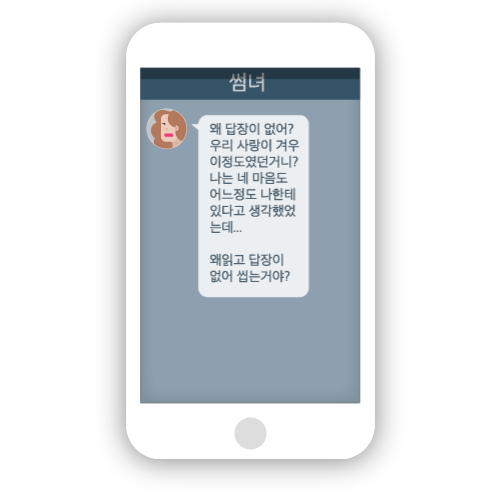 썸녀
왜 답장이 없어?
우리 사랑이 겨우
이정도였던거니?
나는 네 마음도
어느정도 나한테
있다고 생각했었
는데...
왜읽고 답장이
없어 씹는거야?